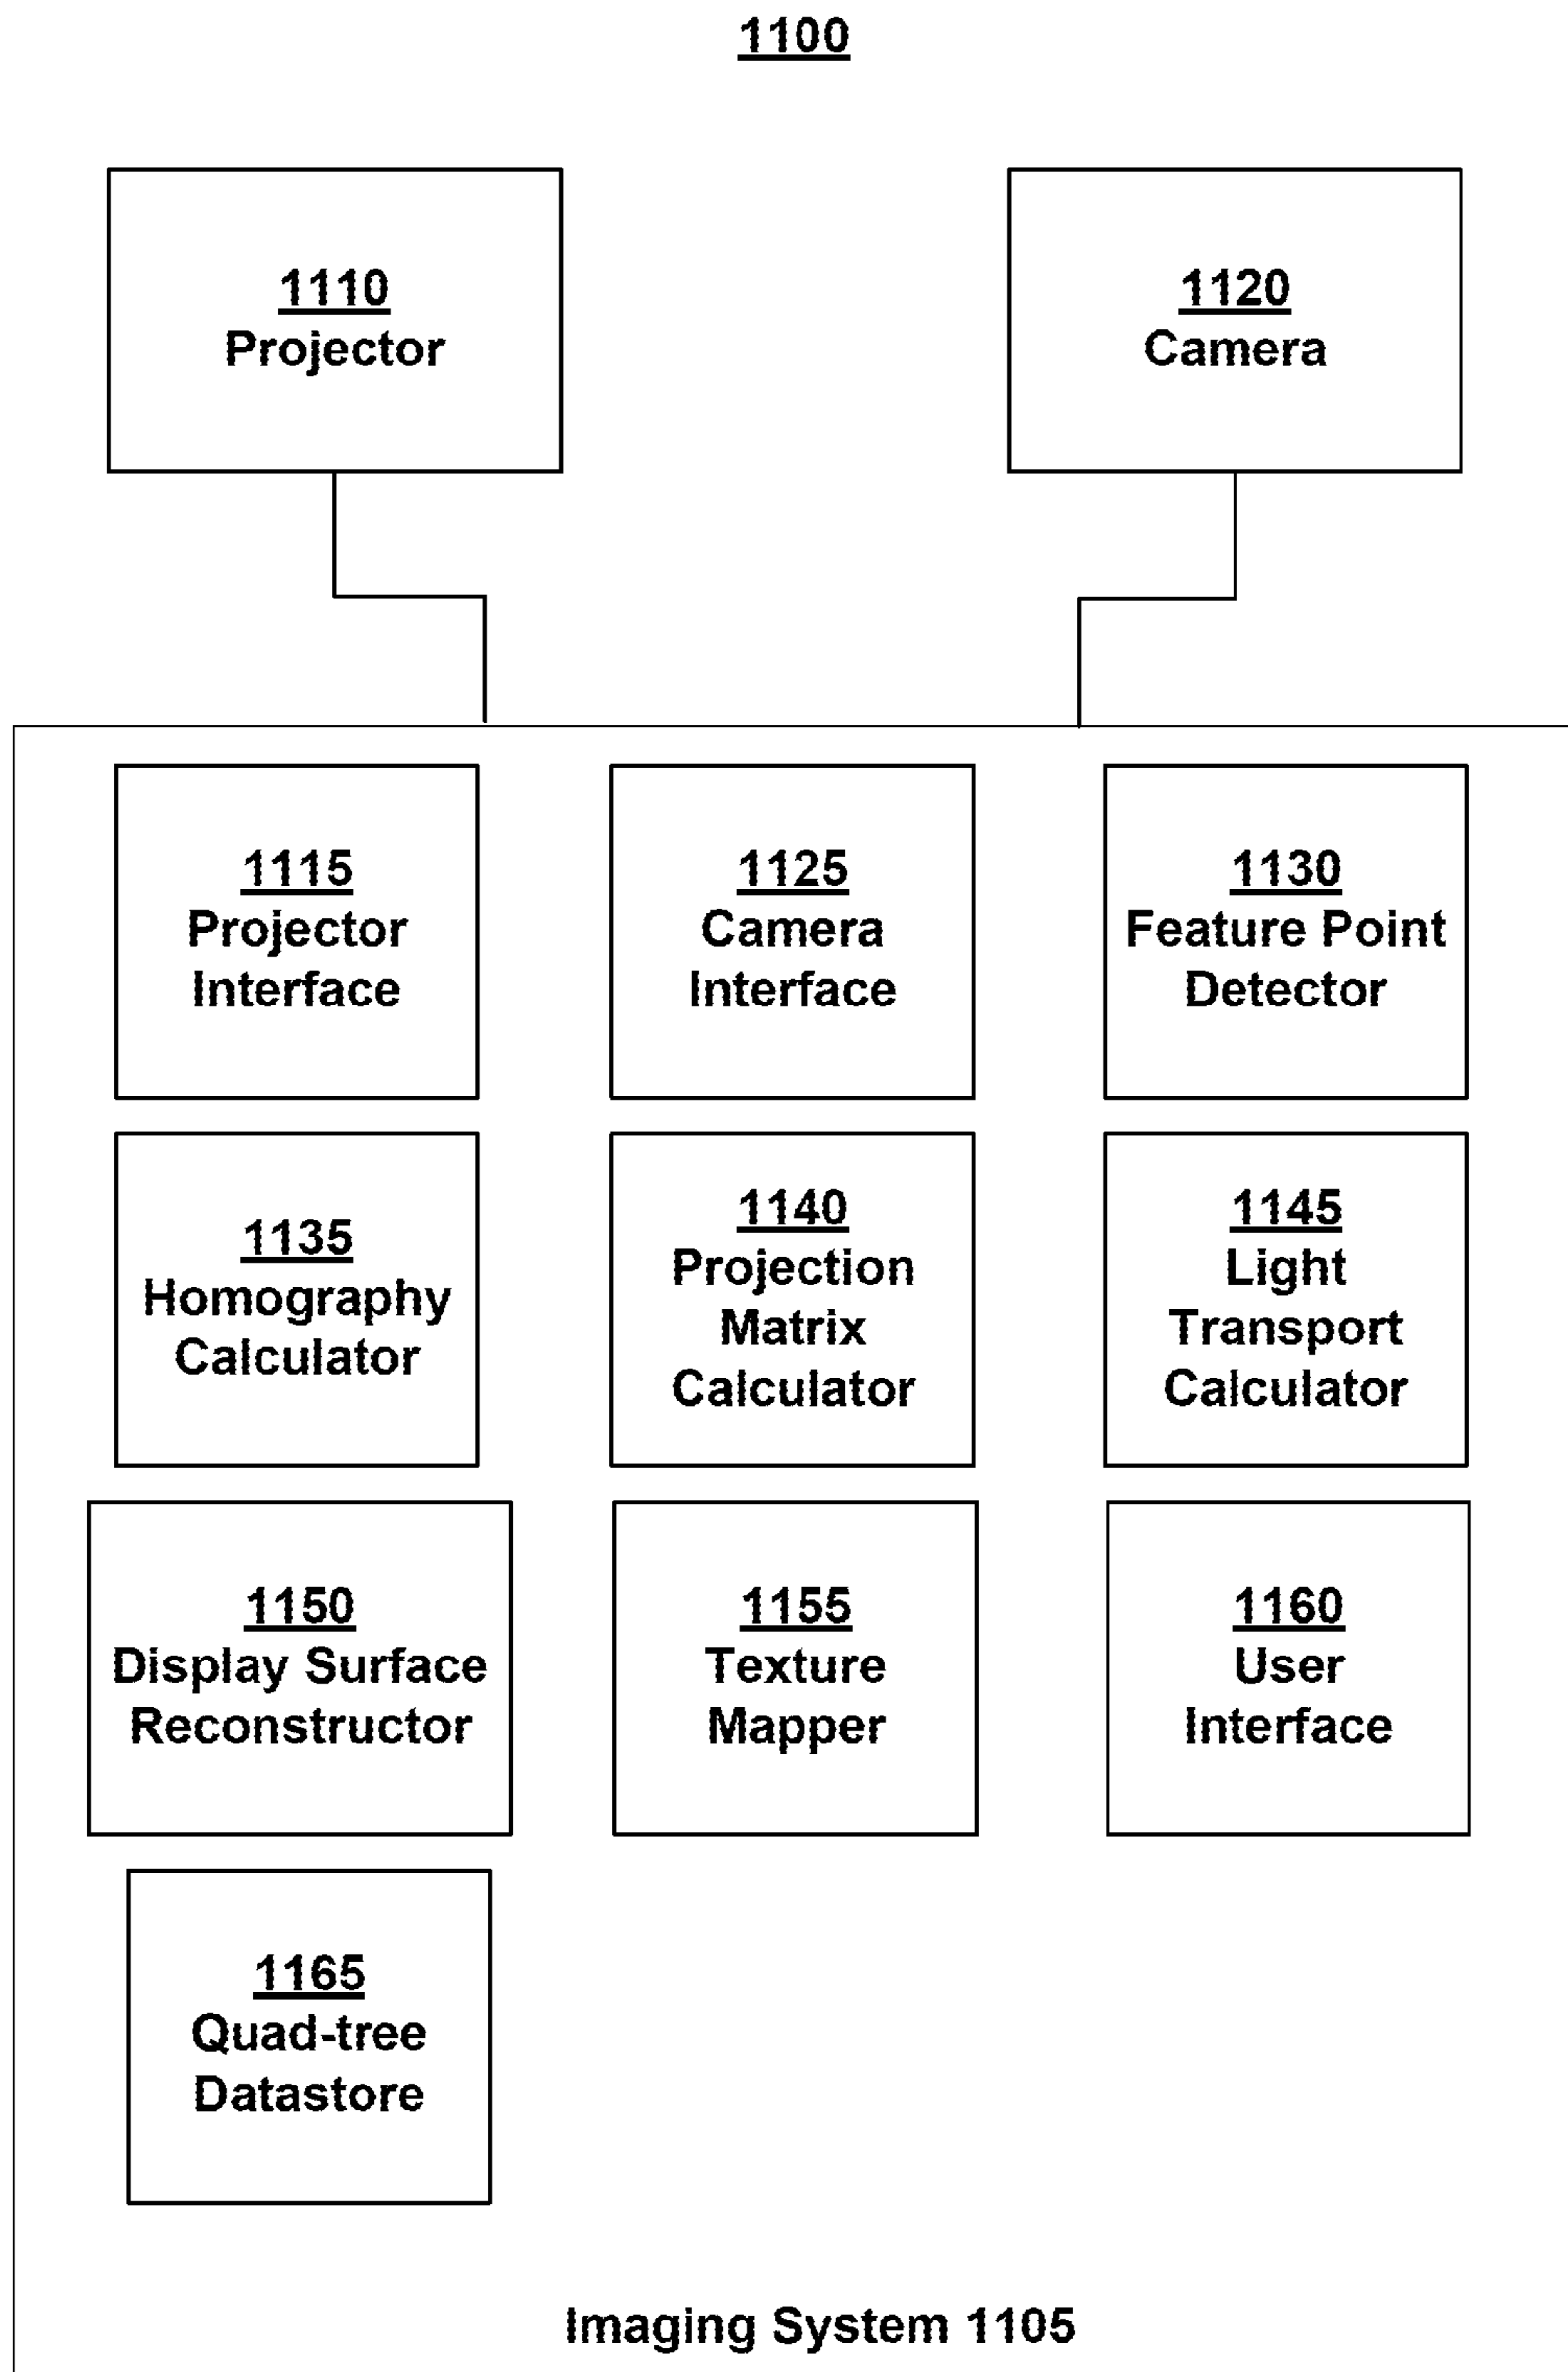 1100
1110
Projector
1120
Camera
1115
Projector
Interface
1125
Camera
Interface
1130
Feature Point
Detector
1135
Homography
Calculator
1140
Projection
Matrix
Calculator
1145
Light
Transport
Calculator
1150
Display Surface
Reconstructor
1155
Texture
Mapper
1160
User
Interface
1165
Quad-tree
Datastore
Imaging System 1105